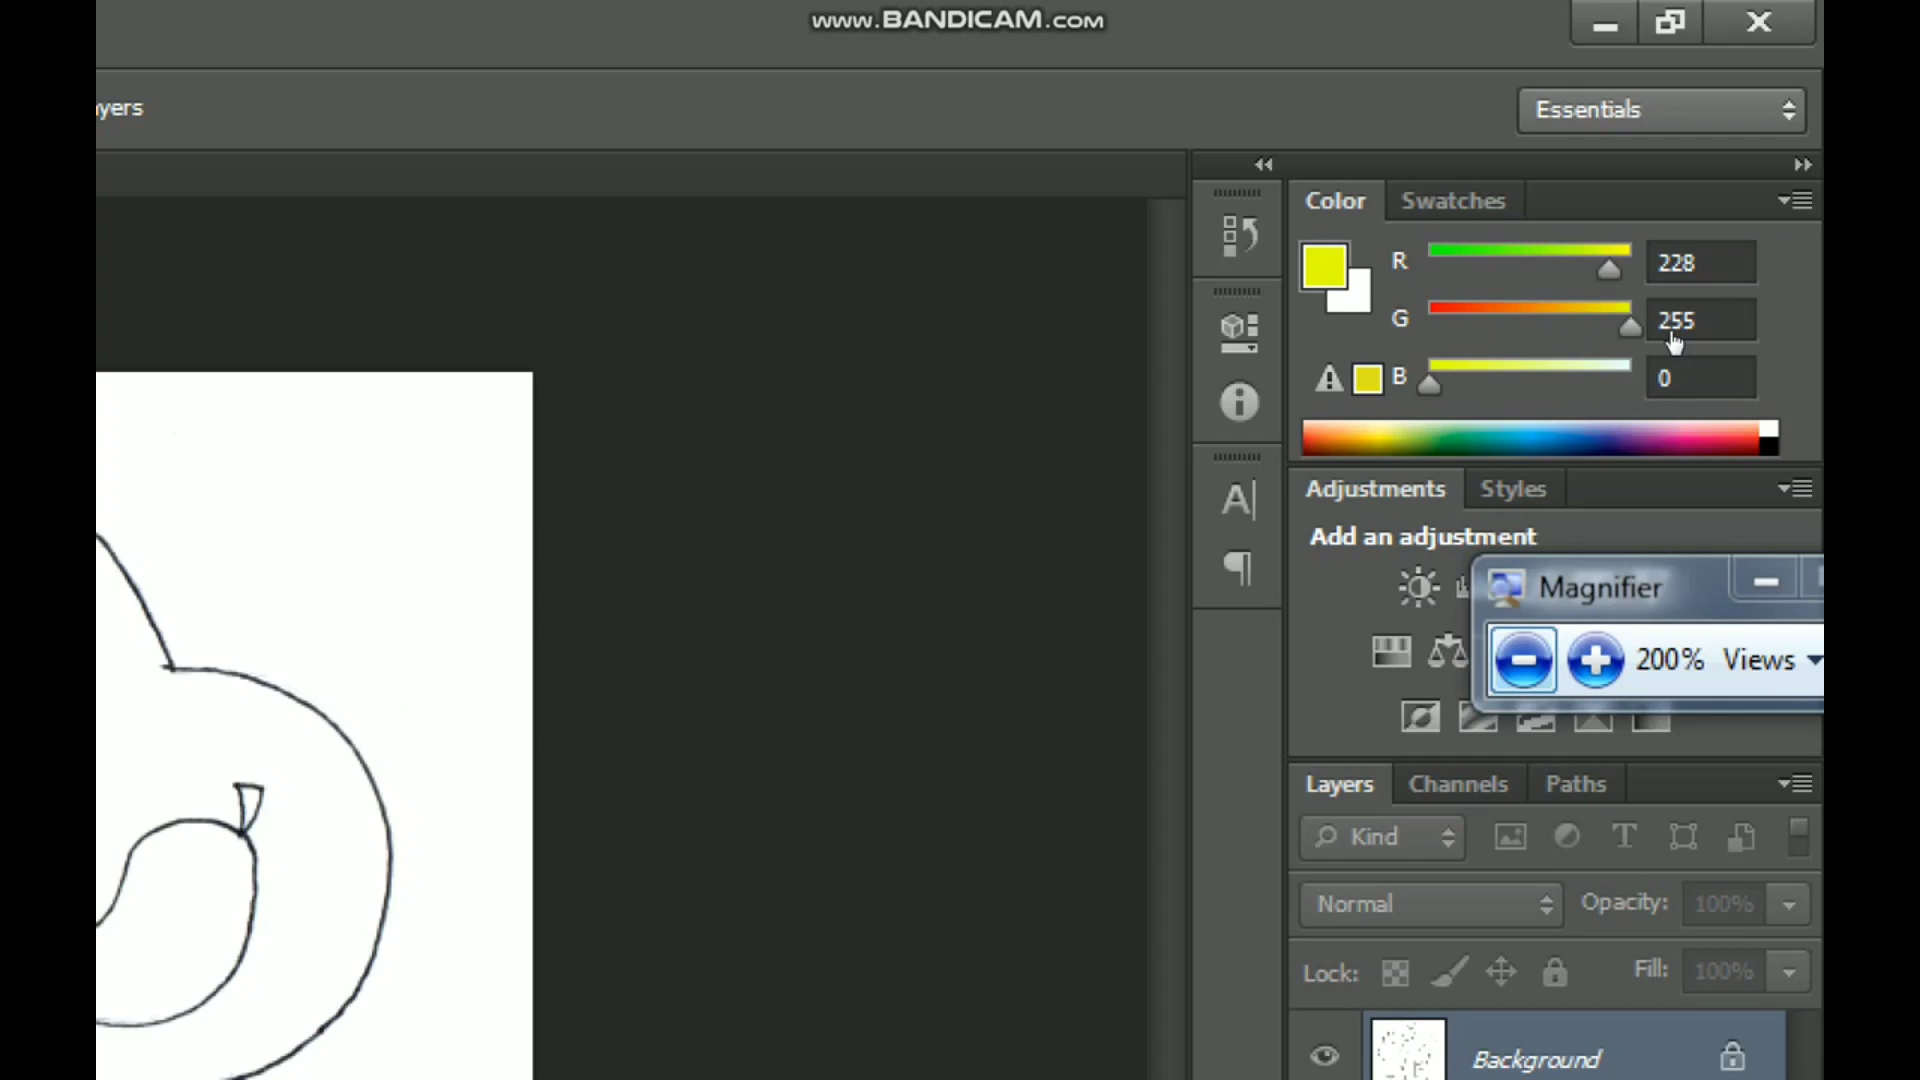 www.BANDICAM.com
yers
Essentials
Color
Swatches
R
228
G
255
B
0
Adjustments
Styles
Add an adjustment
Magnifier
200%
Views
Layers
Channels
Paths
Kind
Normal
Opacity:
100%
Lock:
Fill:
100%
Background